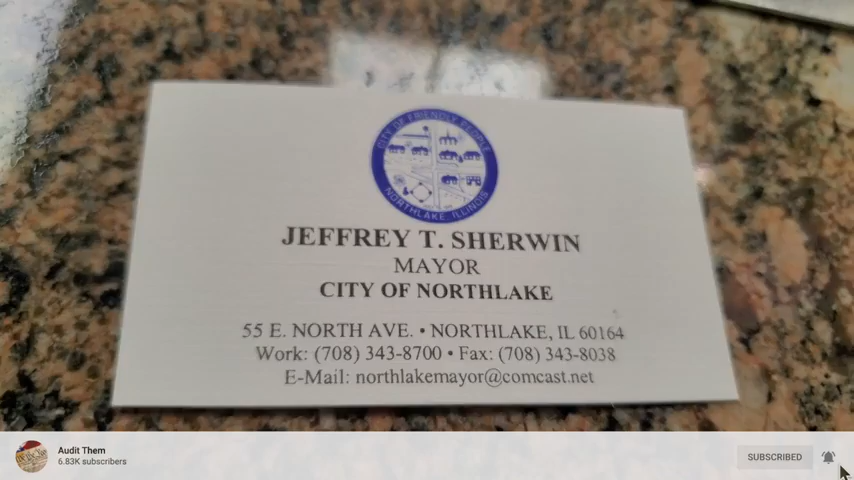 CITY OF FRIENDLY PEOPLE
NORTHLAKE, ILLINOIS
JEFFREY T. SHERWIN
MAYOR
CITY OF NORTHLAKE
55 E. NORTH AVE. • NORTHLAKE, IL 60164
Work: (708) 343-8700 • Fax: (708) 343-8038
E-Mail: northlakemayor@comcast.net
Audit Them
6.83K subscribers
SUBSCRIBED